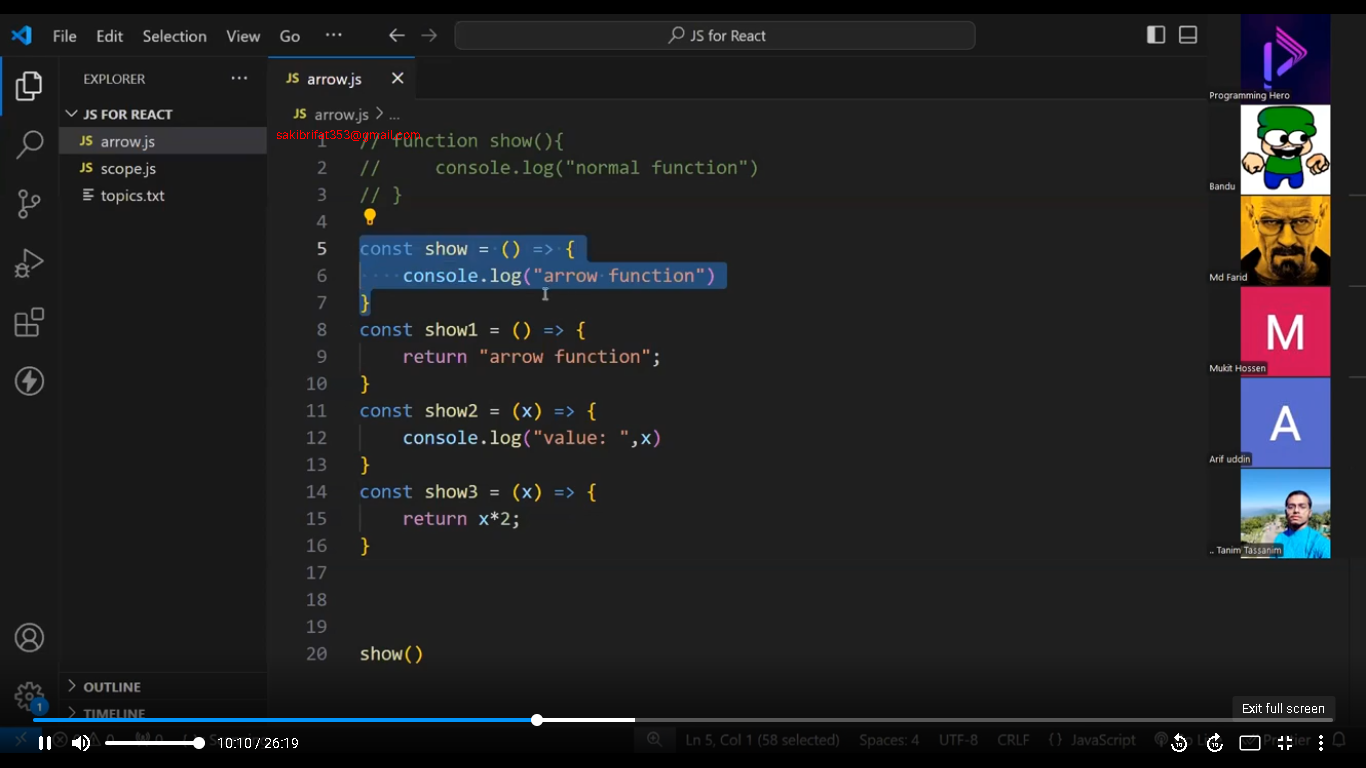 File Edit Selection View Go ··· JS for React
Programming Hero
EXPLORER ···
JS arrow.js
JS FOR REACT
JS arrow.js > ...
sakibrifat353@gmail.com
JS arrow.js
JS scope.js
topics.txt
1 // function show(){
2 //     console.log("normal function")
3 // }
4
5 const show = () => {
6     console.log("arrow function")
7 }
8 const show1 = () => {
9     return "arrow function";
10 }
11 const show2 = (x) => {
12     console.log("value: ",x)
13 }
14 const show3 = (x) => {
15     return x*2;
16 }
17
18
19
20 show()
Bandu
Md Farid
M
Mukit Hossen
A
Arif uddin
.. Tanim Tassanim
OUTLINE
TIMELINE
1
Exit full screen
10:10 / 26:19
Ln 5, Col 1 (58 selected) Spaces: 4 UTF-8 CRLF {} JavaScript Prettier
10 10